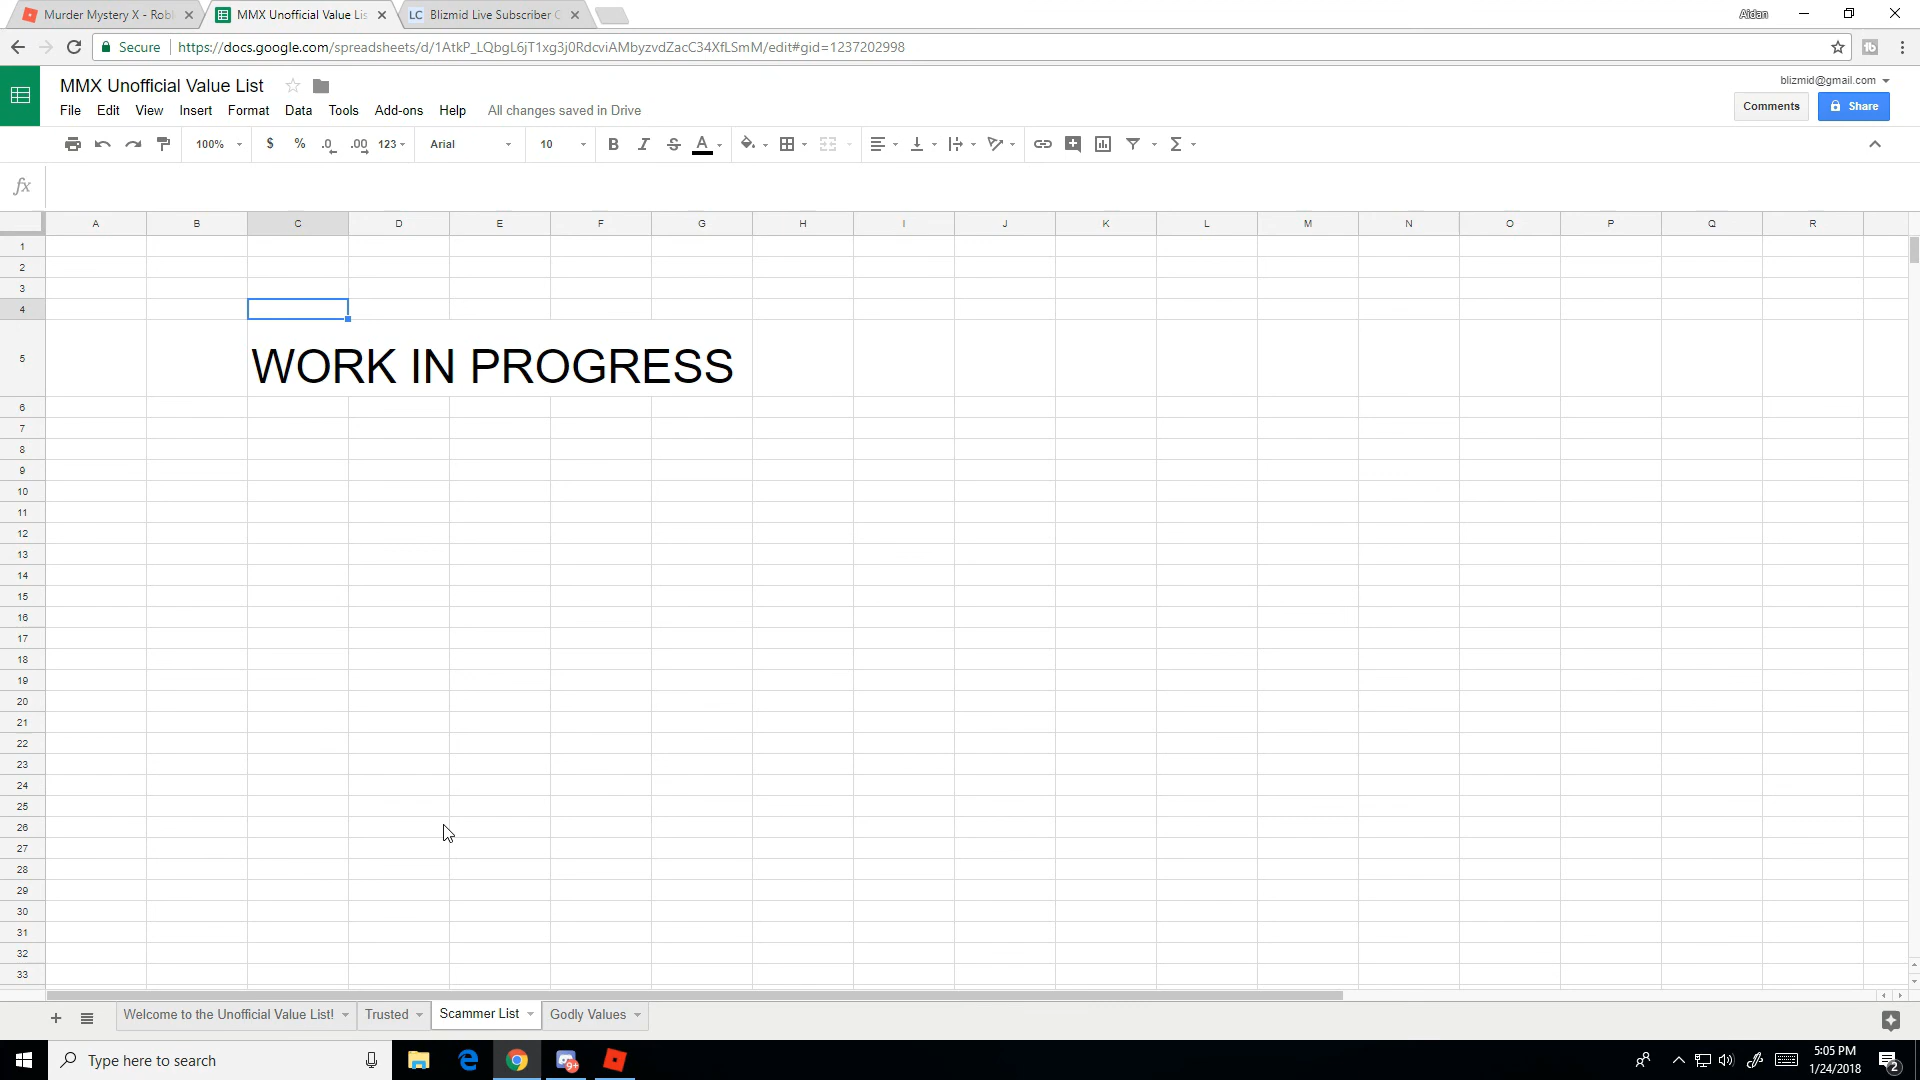 Murder Mystery X - Rob
MMX Unofficial Value Lis
Blizmid Live Subscriber C
Aidan
Secure
https://docs.google.com/spreadsheets/d/1AtkP_LQbgL6jT1xg3j0RdcviAMbyzvdZacC34XfLSmM/edit#gid=1237202998
MMX Unofficial Value List
blizmid@gmail.com
File Edit View Insert Format Data Tools Add-ons Help All changes saved in Drive
Comments
Share
100% $ % .0 .00 123 Arial 10 B I S A
fx
A B C D E F G H I J K L M N O P Q R
1
2
3
4
5
WORK IN PROGRESS
6
7
8
9
10
11
12
13
14
15
16
17
18
19
20
21
22
23
24
25
26
27
28
29
30
31
32
33
Welcome to the Unofficial Value List! Trusted Scammer List Godly Values
Type here to search
9+
5:05 PM
1/24/2018
2